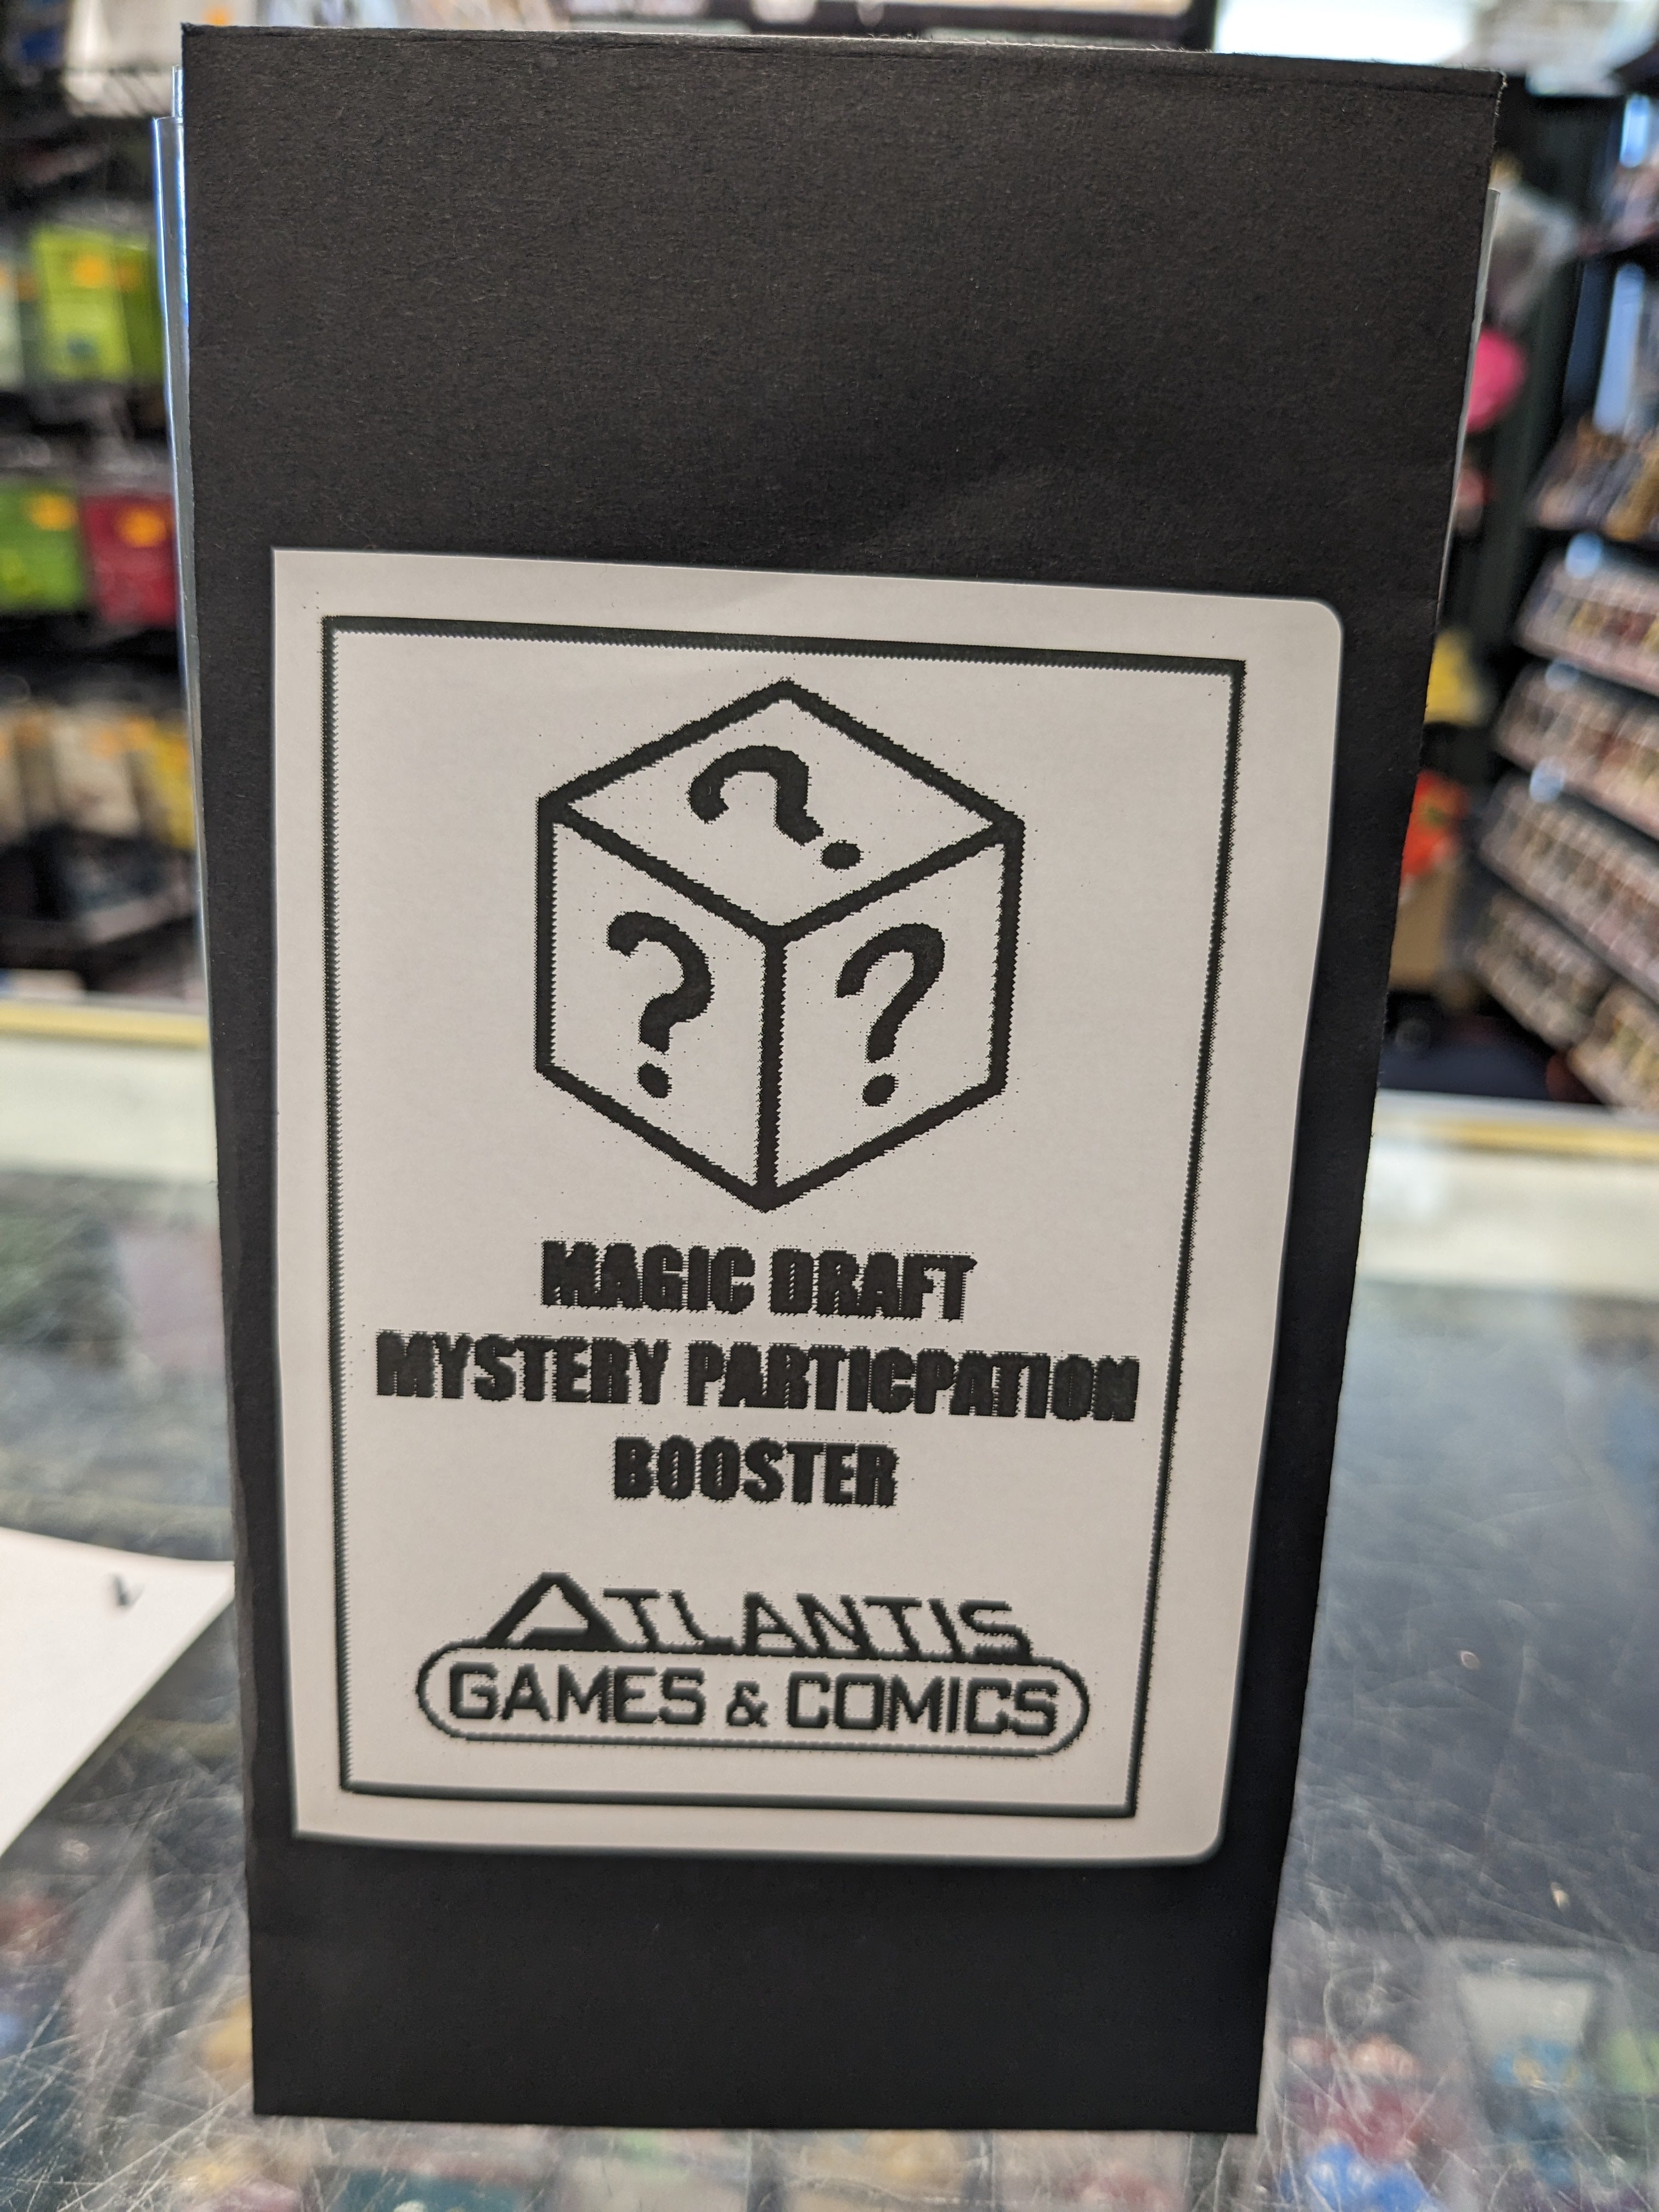 ?
? ?
MAGIC DRAFT
MYSTERY PARTICPATION
BOOSTER
ATLANTIS
GAMES & COMICS